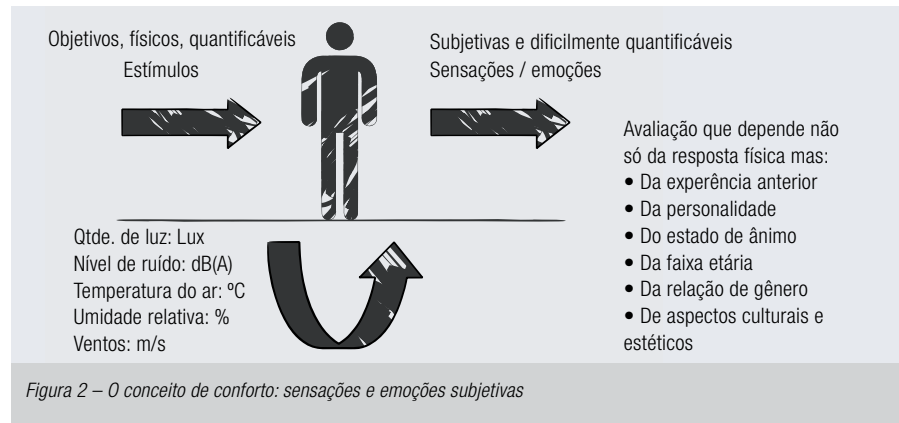 Objetivos, físicos, quantificáveis
Estímulos
Subjetivas e dificilmente quantificáveis
Sensações / emoções
Avaliação que depende não
só da resposta física mas:
• Da experência anterior
• Da personalidade
• Do estado de ânimo
• Da faixa etária
• Da relação de gênero
• De aspectos culturais e
estéticos
Qtde. de luz: Lux
Nível de ruído: dB(A)
Temperatura do ar: ºC
Umidade relativa: %
Ventos: m/s
Figura 2 – O conceito de conforto: sensações e emoções subjetivas